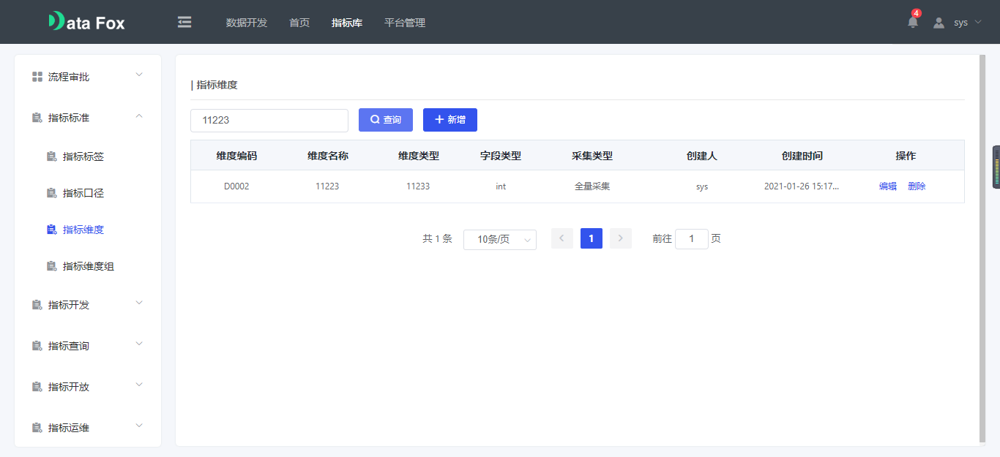 Data Fox
数据开发 首页 指标库 平台管理
4
sys
流程审批
指标标准
指标标签
指标口径
指标维度
指标维度组
指标开发
指标查询
指标开放
指标运维
| 指标维度
11223 查询 新增
维度编码 维度名称 维度类型 字段类型 采集类型 创建人 创建时间 操作
D0002 11223 11233 int 全量采集 sys 2021-01-26 15:17... 编辑 删除
共 1 条 10条/页 1 前往 1 页